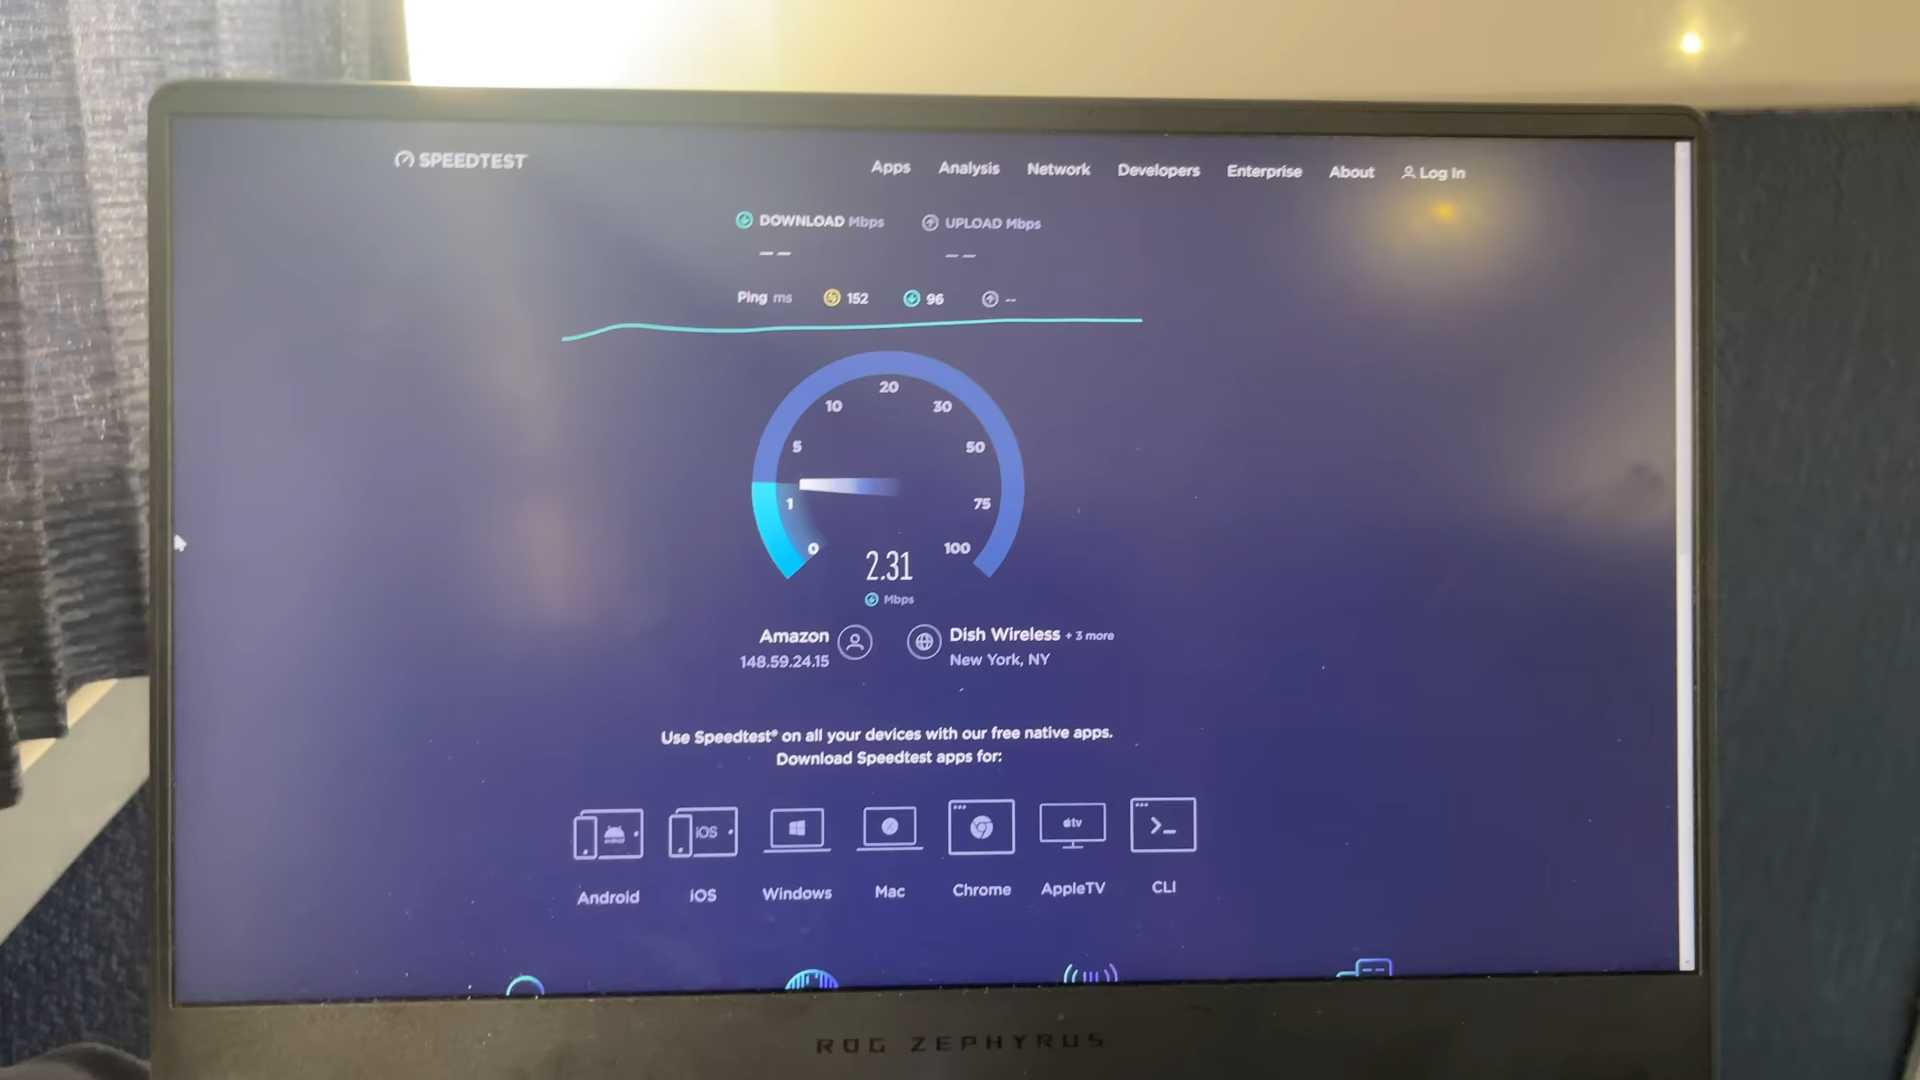 SPEEDTEST
Apps Analysis Network Developers Enterprise About Log In
DOWNLOAD Mbps UPLOAD Mbps
-- --
Ping ms 152 96 --
20
10 30
5 50
1 75
0 100
2.31
Mbps
Amazon Dish Wireless + 3 more
148.59.24.15 New York, NY
Use Speedtest® on all your devices with our free native apps.
Download Speedtest apps for:
android iOS tv
Android iOS Windows Mac Chrome AppleTV CLI
ROG ZEPHYRUS